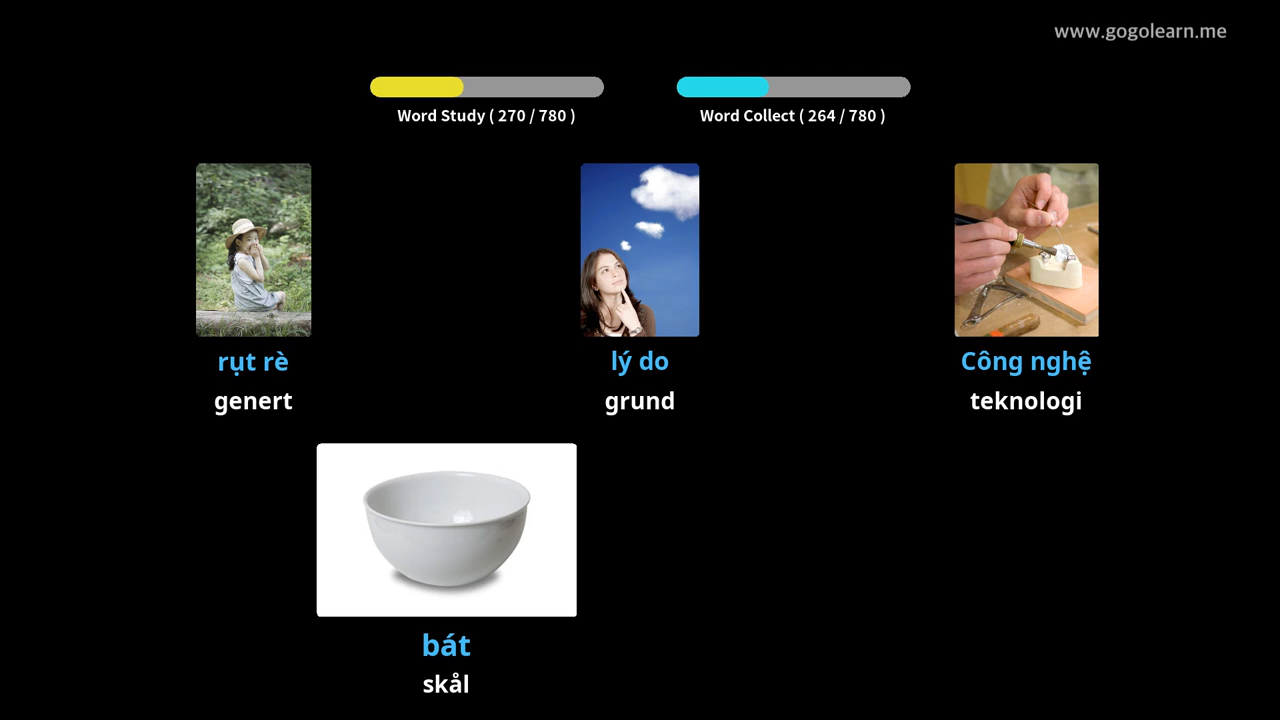 www.gogolearn.me
Word Study ( 270 / 780 )
Word Collect ( 264 / 780 )
rụt rè
genert
lý do
grund
Công nghệ
teknologi
bát
skål